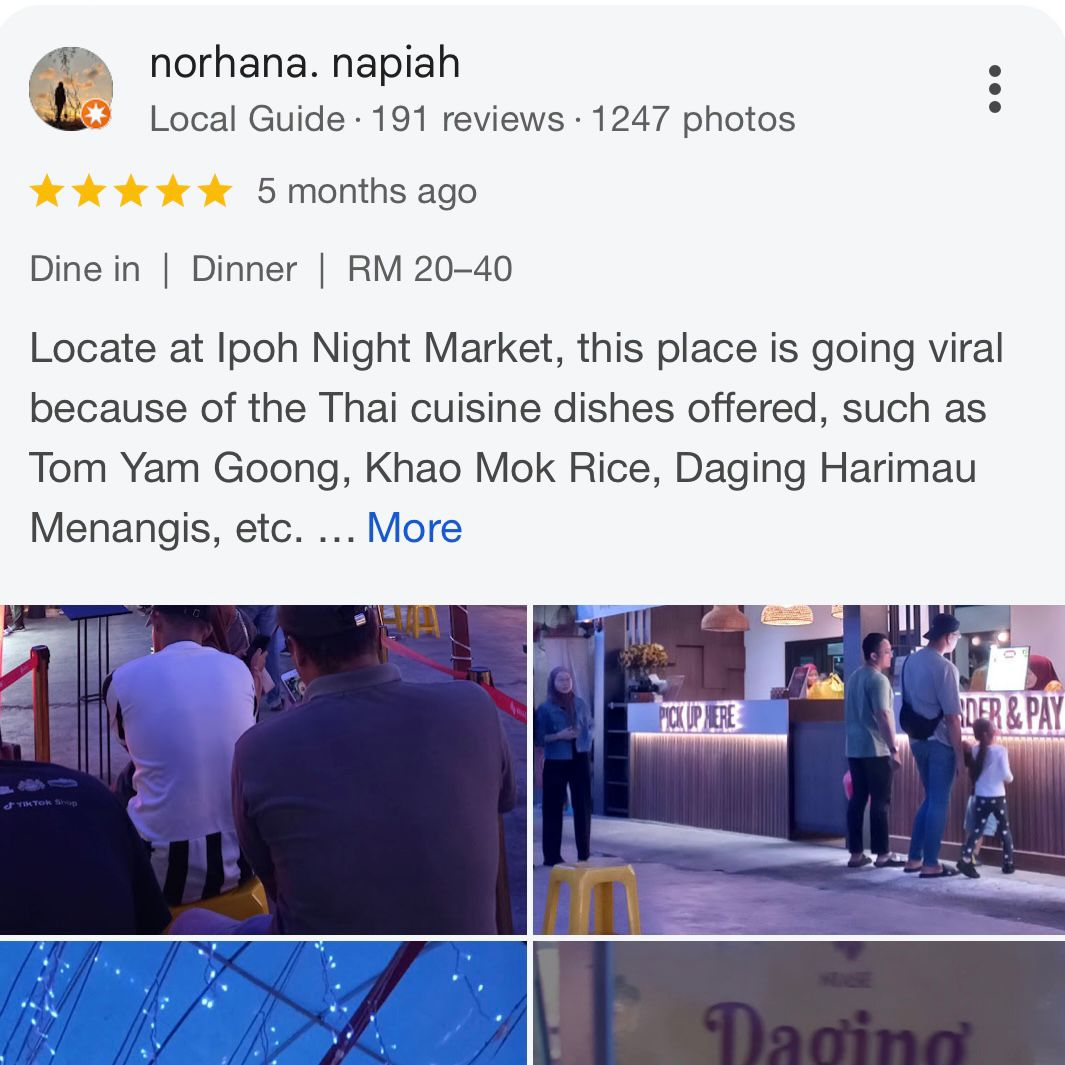 norhana. napiah
Local Guide · 191 reviews · 1247 photos
5 months ago
Dine in | Dinner | RM 20–40
Locate at Ipoh Night Market, this place is going viral
because of the Thai cuisine dishes offered, such as
Tom Yam Goong, Khao Mok Rice, Daging Harimau
Menangis, etc. … More
PICK UP HERE
RDER & PAY
TikTok Shop
Daging